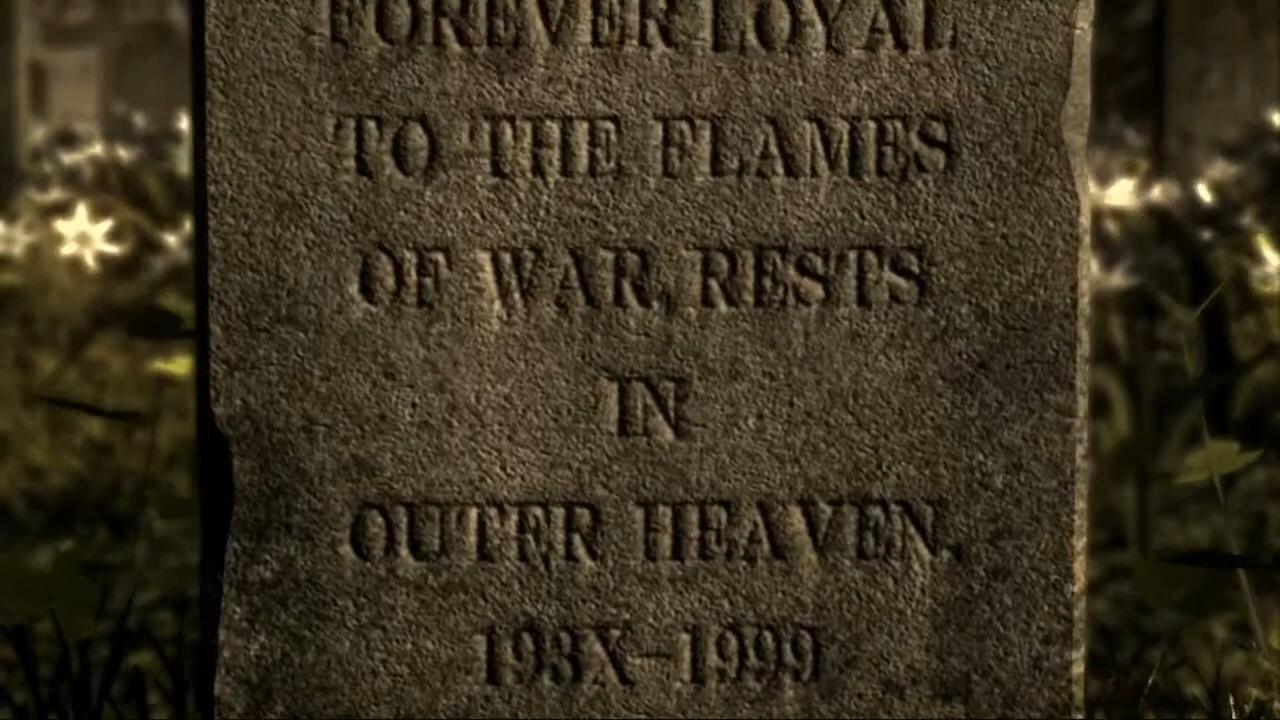 FOREVER LOYAL
TO THE FLAMES
OF WAR, RESTS
IN
OUTER HEAVEN.
193X-1999